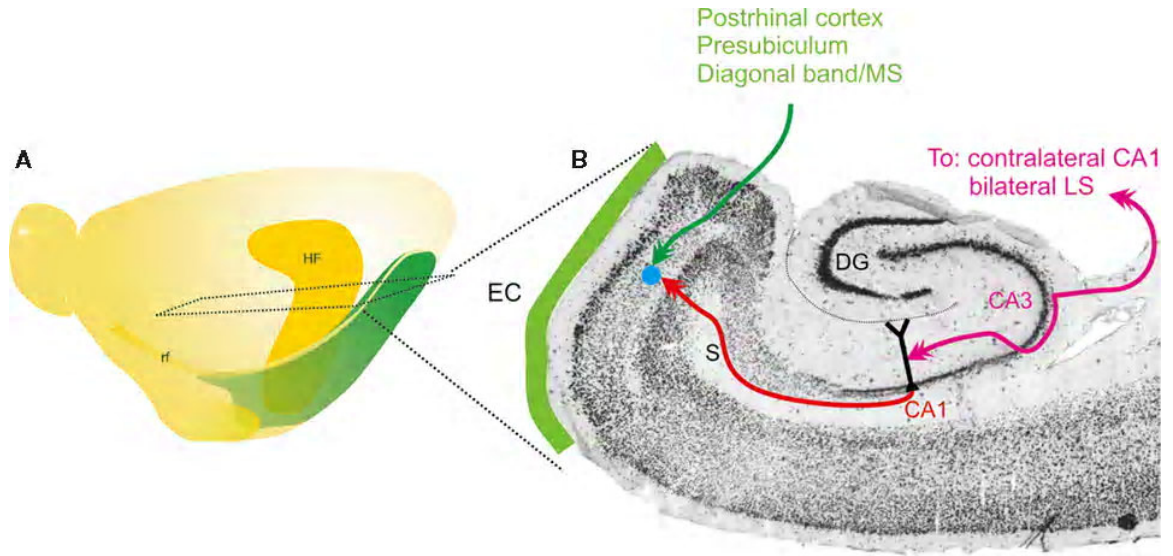 A
HF
rf
B
Postrhinal cortex
Presubiculum
Diagonal band/MS
To: contralateral CA1
bilateral LS
EC
DG
CA3
S
CA1